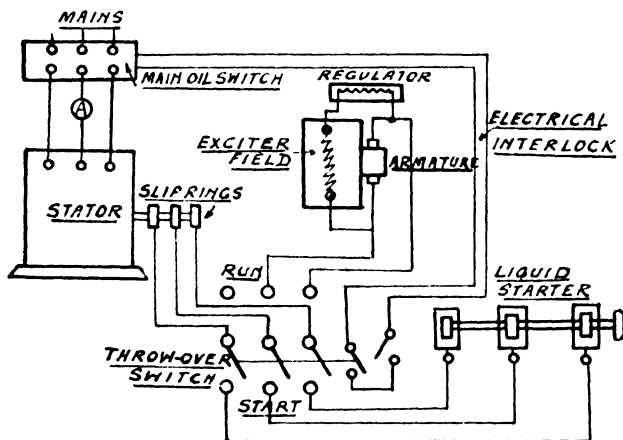 MAINS
MAIN OIL SWITCH
A
REGULATOR
EXCITER
FIELD
ARMATURE
ELECTRICAL
INTERLOCK
SLIPRINGS
STATOR
RUN
LIQUID
STARTER
THROW-OVER
SWITCH
START